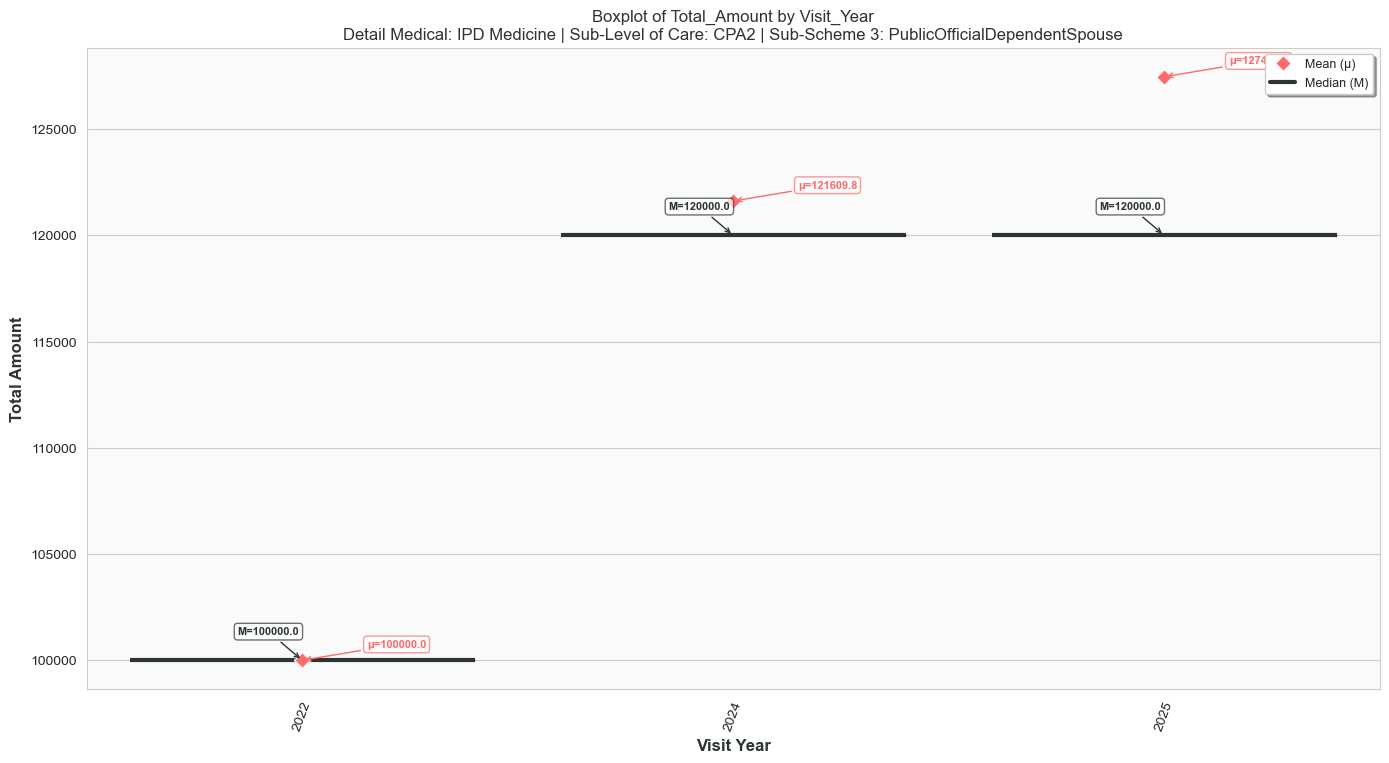 Boxplot of Total_Amount by Visit_Year
Detail Medical: IPD Medicine | Sub-Level of Care: CPA2 | Sub-Scheme 3: PublicOfficialDependentSpouse
Mean (μ)
Median (M)
μ=1274
125000
μ=121609.8
M=120000.0
M=120000.0
120000
115000
110000
105000
M=100000.0
μ=100000.0
100000
Total Amount
2022
2024
2025
Visit Year